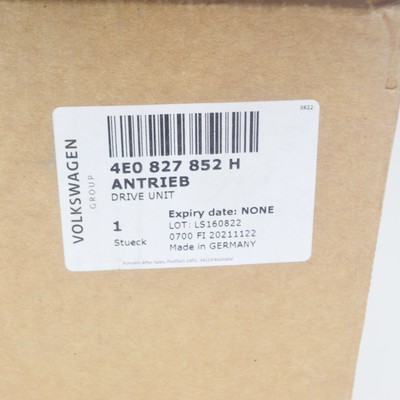 0622
VOLKSWAGEN
GROUP
4E0 827 852 H
ANTRIEB
DRIVE UNIT
1
Stueck
Expiry date: NONE
LOT: LS160822
0700 FI 20211122
Made in GERMANY